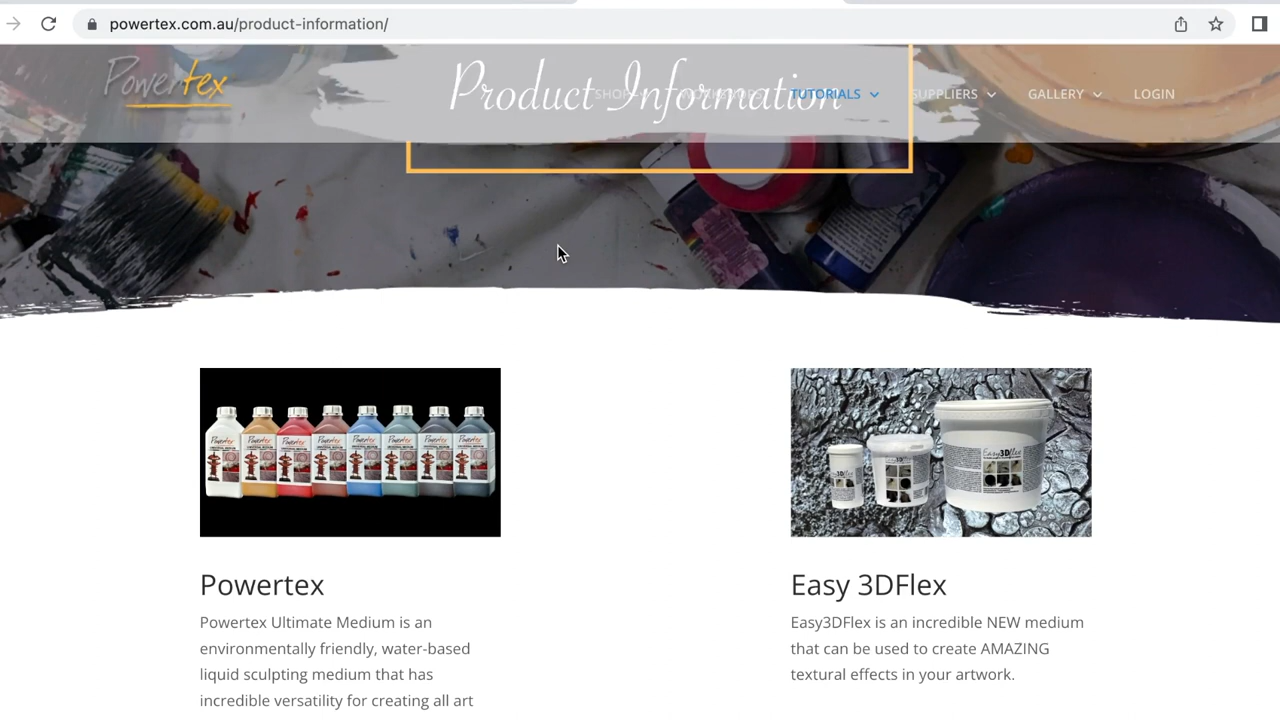 powertex.com.au/product-information/
Powertex
Product Information
SHOP
TUTORIALS
SUPPLIERS
GALLERY
LOGIN
Powertex
Easy 3DFlex
Powertex Ultimate Medium is an
environmentally friendly, water-based
liquid sculpting medium that has
incredible versatility for creating all art
Easy3DFlex is an incredible NEW medium
that can be used to create AMAZING
textural effects in your artwork.